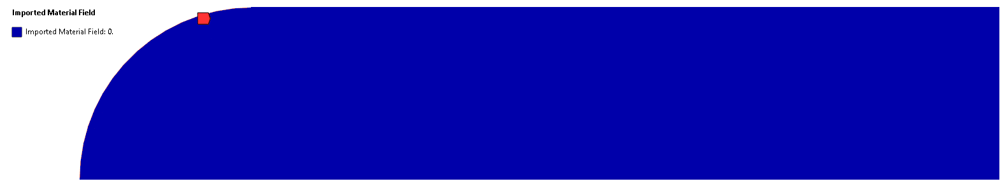 Imported Material Field
Imported Material Field: 0.